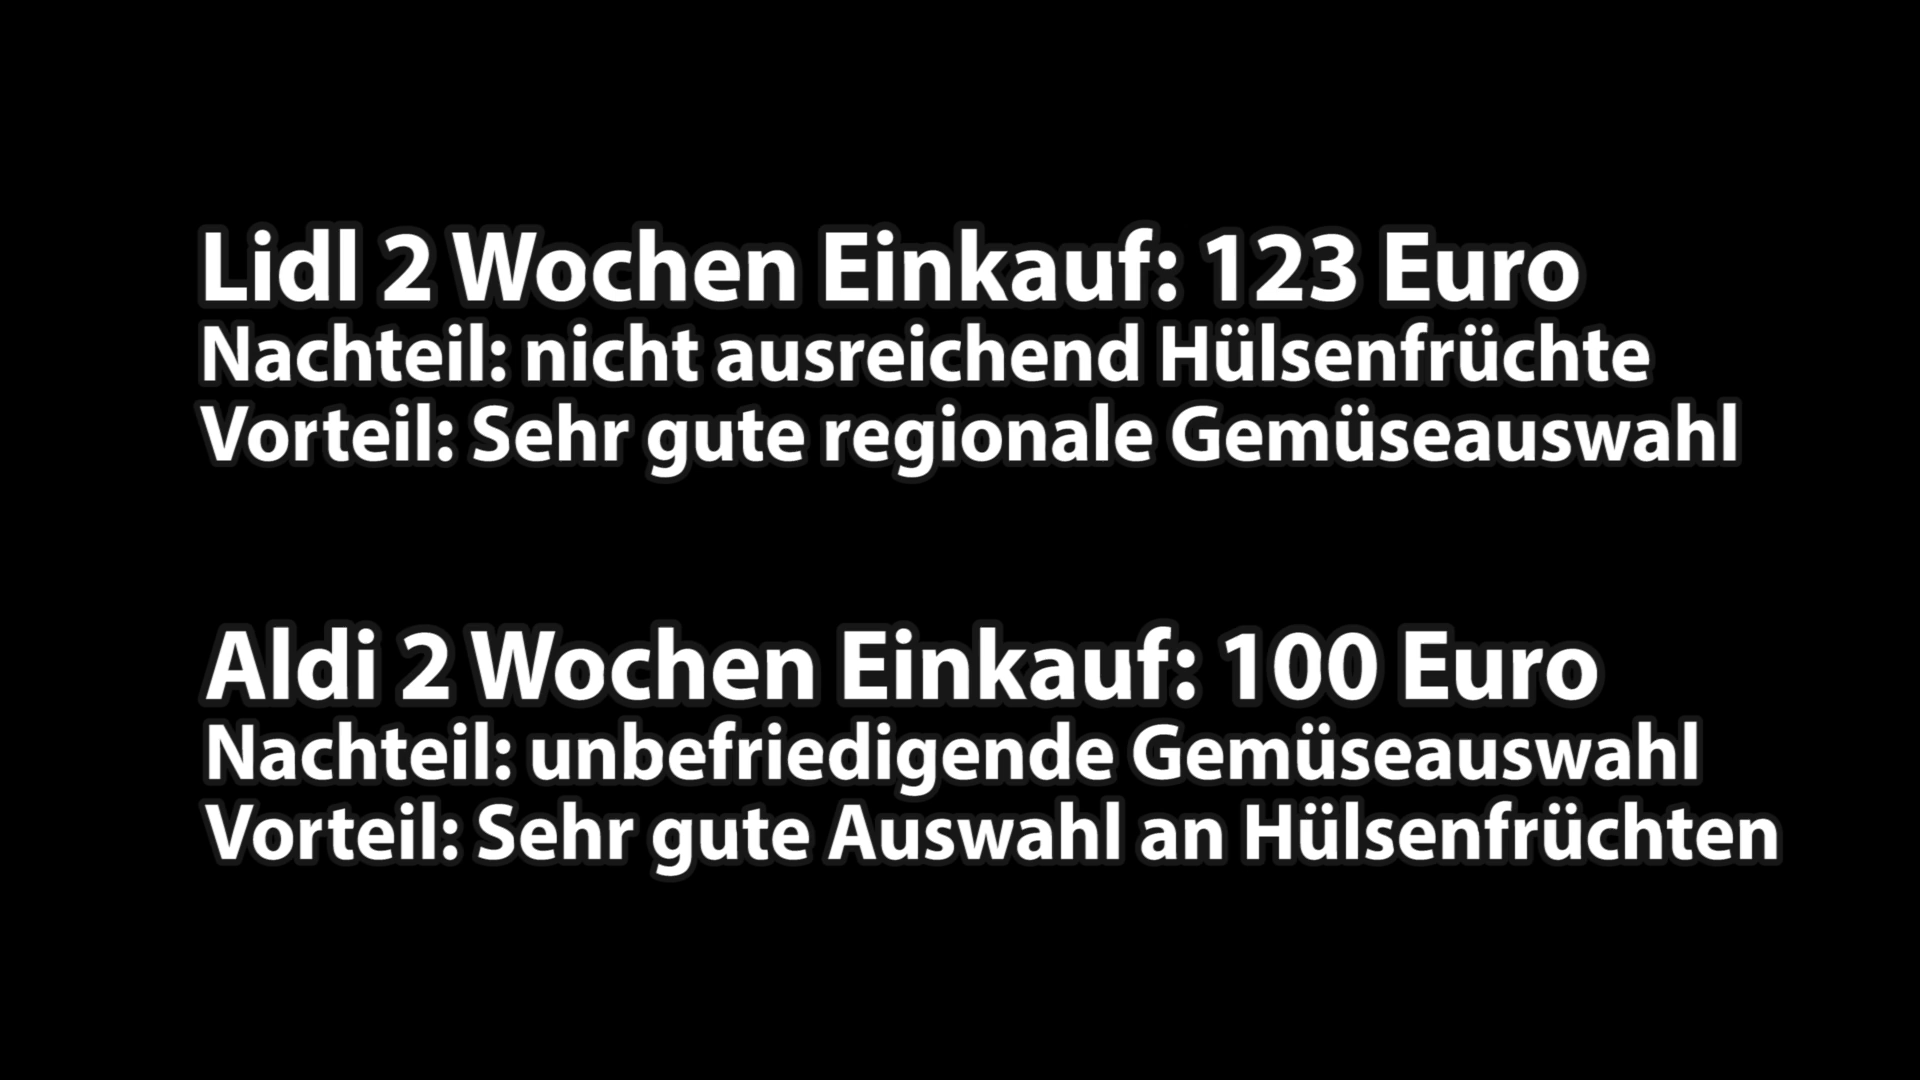 Lidl 2 Wochen Einkauf: 123 Euro
Nachteil: nicht ausreichend Hülsenfrüchte
Vorteil: Sehr gute regionale Gemüseauswahl
Aldi 2 Wochen Einkauf: 100 Euro
Nachteil: unbefriedigende Gemüseauswahl
Vorteil: Sehr gute Auswahl an Hülsenfrüchten